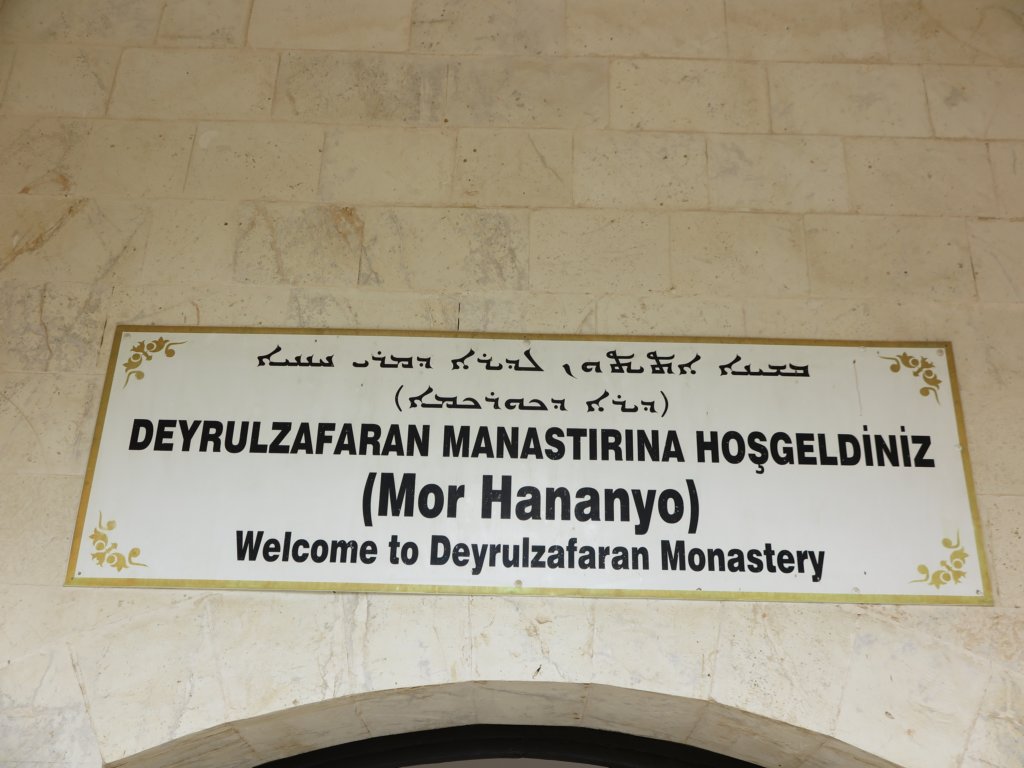 ܒܫܝܢܐ ܐܬܝܬܘܢ ܠܕܝܪܐ ܕܡܪܝ ܚܢܢܝܐ
(ܕܝܪܐ ܕܟܘܪܟܡܐ)
DEYRULZAFARAN MANASTIRINA HOŞGELDİNİZ
(Mor Hananyo)
Welcome to Deyrulzafaran Monastery